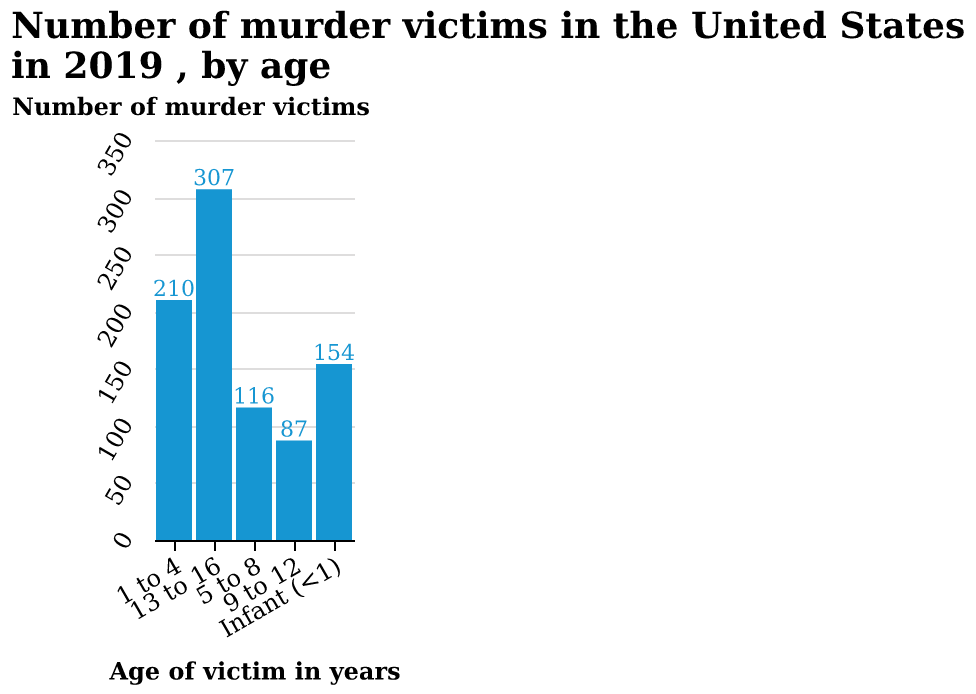 Number of murder victims in the United States
in 2019 , by age
Number of murder victims
350
300
250
200
150
100
50
0
210
307
116
87
154
1 to 4
13 to 16
5 to 8
9 to 12
Infant (<1)
Age of victim in years